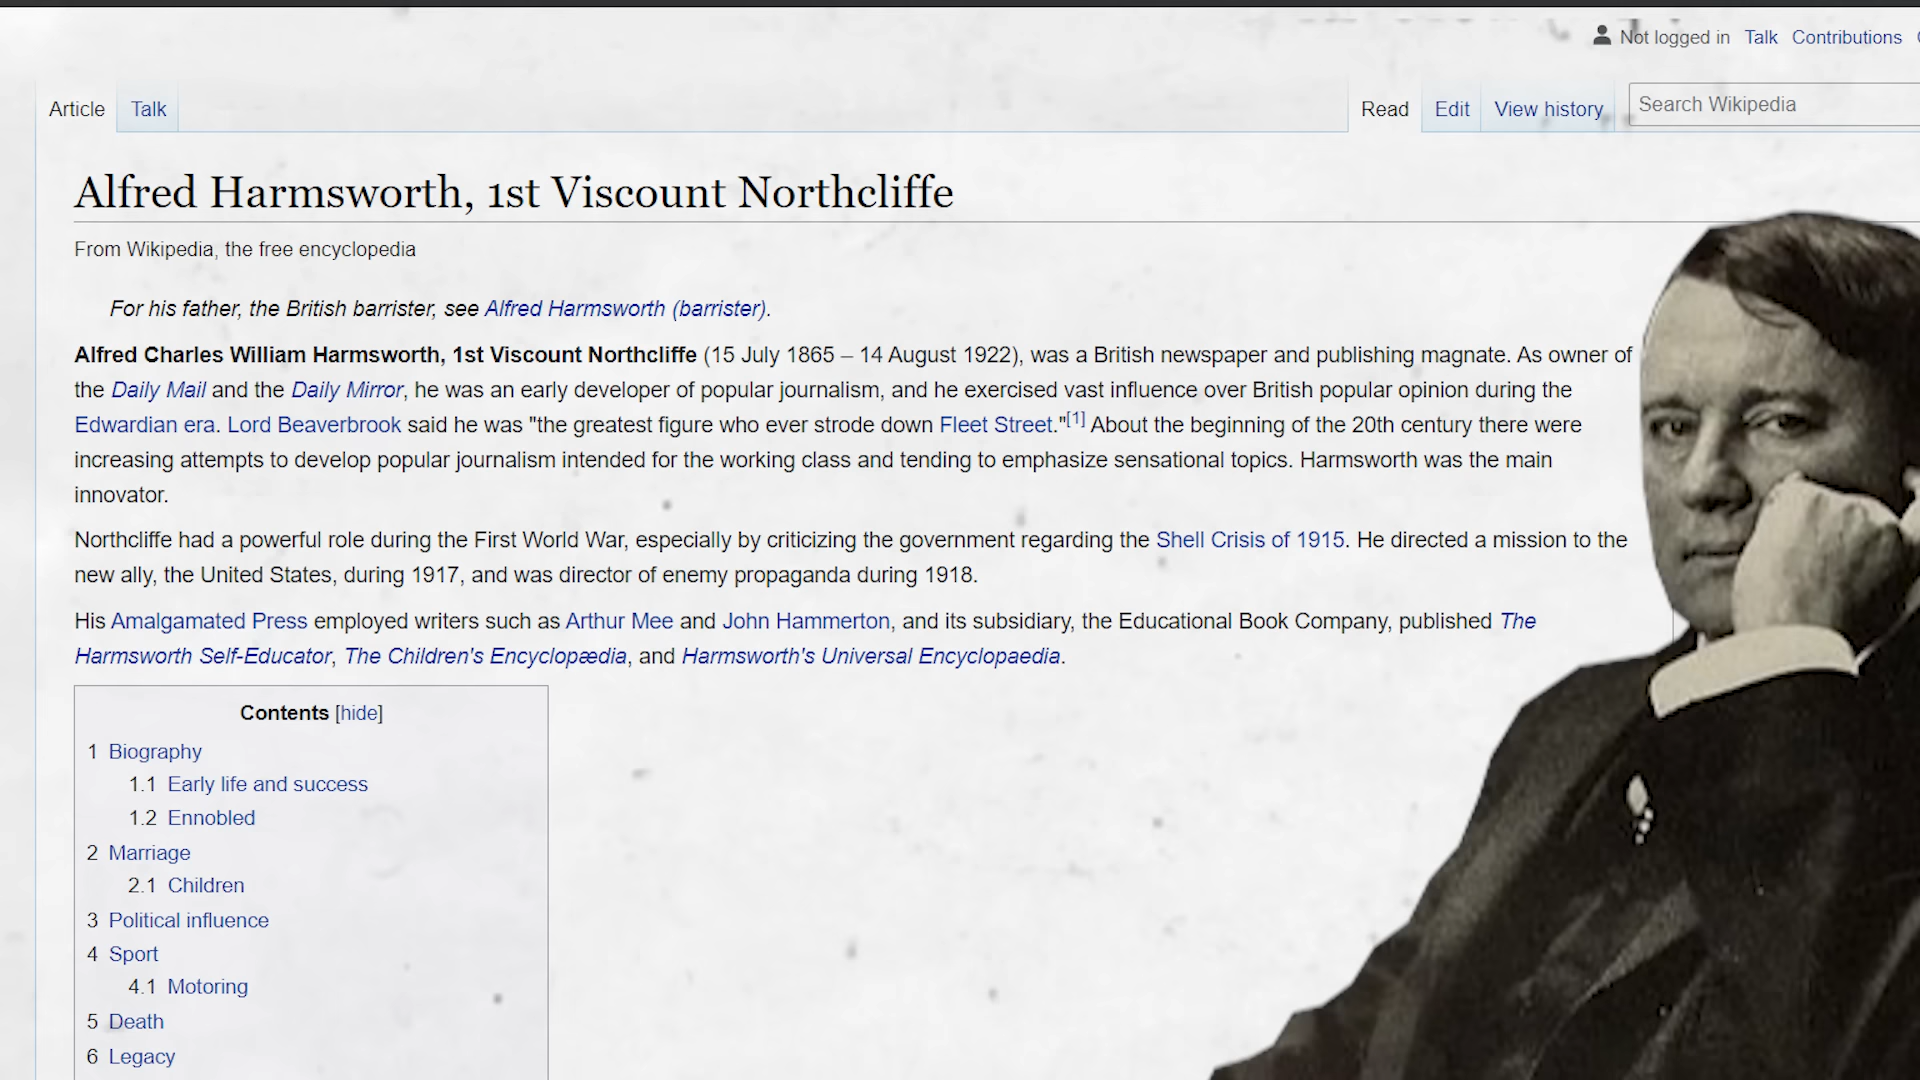 Not logged in Talk Contributions
Article Talk Read Edit View history Search Wikipedia
Alfred Harmsworth, 1st Viscount Northcliffe
From Wikipedia, the free encyclopedia
For his father, the British barrister, see Alfred Harmsworth (barrister).
Alfred Charles William Harmsworth, 1st Viscount Northcliffe (15 July 1865 – 14 August 1922), was a British newspaper and publishing magnate. As owner of
the Daily Mail and the Daily Mirror, he was an early developer of popular journalism, and he exercised vast influence over British popular opinion during the
Edwardian era. Lord Beaverbrook said he was "the greatest figure who ever strode down Fleet Street."[1] About the beginning of the 20th century there were
increasing attempts to develop popular journalism intended for the working class and tending to emphasize sensational topics. Harmsworth was the main
innovator.
Northcliffe had a powerful role during the First World War, especially by criticizing the government regarding the Shell Crisis of 1915. He directed a mission to the
new ally, the United States, during 1917, and was director of enemy propaganda during 1918.
His Amalgamated Press employed writers such as Arthur Mee and John Hammerton, and its subsidiary, the Educational Book Company, published The
Harmsworth Self-Educator, The Children's Encyclopædia, and Harmsworth's Universal Encyclopaedia.
Contents [hide]
1 Biography
1.1 Early life and success
1.2 Ennobled
2 Marriage
2.1 Children
3 Political influence
4 Sport
4.1 Motoring
5 Death
6 Legacy